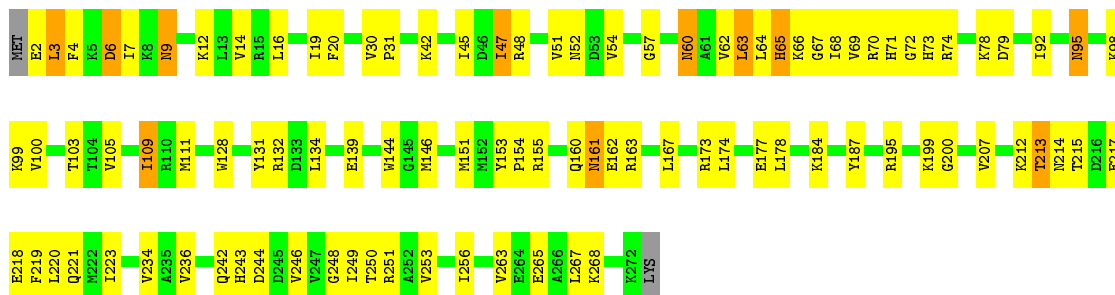 MET E2 L3 F4 K5 D6 I7 K8 N9 K12 L13 V14 R15 L16 I19 F20 V30 P31 K42 I45 D46 I47 R48 V51 N52 D53 V54 G57 N60 A61 V62 L63 L64 H65 K66 G67 I68 V69 R70 H71 G72 H73 R74 K78 D79 I92 N95
K99 V100 T103 T104 V105 I109 R110 M111 W128 Y131 R132 D133 L134 E139 W144 G145 M146 M151 M152 Y153 P154 R155 Q160 N161 E162 R163 L167 R173 L174 E177 L178 K184 Y187 R195 K199 G200 V207 K212 T213 N214 T215 D216
E218 F219 L220 Q221 M222 I223 V234 A235 V236 Q242 H243 D244 D245 V246 V247 G248 I249 T250 R251 A252 V253 I256 V263 E264 E265 A266 L267 K268 K272 LYS